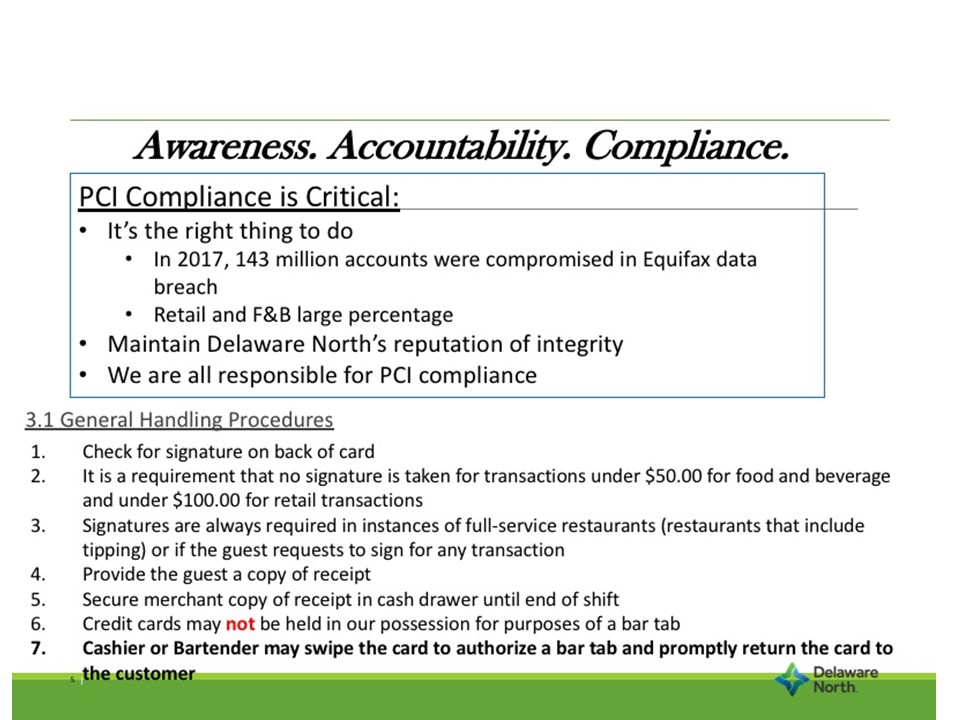 Awareness. Accountability. Compliance.
PCI Compliance is Critical:
• It's the right thing to do
• In 2017, 143 million accounts were compromised in Equifax data
breach
• Retail and F&B large percentage
• Maintain Delaware North's reputation of integrity
• We are all responsible for PCI compliance
3.1 General Handling Procedures
1. Check for signature on back of card
2. It is a requirement that no signature is taken for transactions under $50.00 for food and beverage
and under $100.00 for retail transactions
3. Signatures are always required in instances of full-service restaurants (restaurants that include
tipping) or if the guest requests to sign for any transaction
4. Provide the guest a copy of receipt
5. Secure merchant copy of receipt in cash drawer until end of shift
6. Credit cards may not be held in our possession for purposes of a bar tab
7. Cashier or Bartender may swipe the card to authorize a bar tab and promptly return the card to
the customer
Delaware
North.